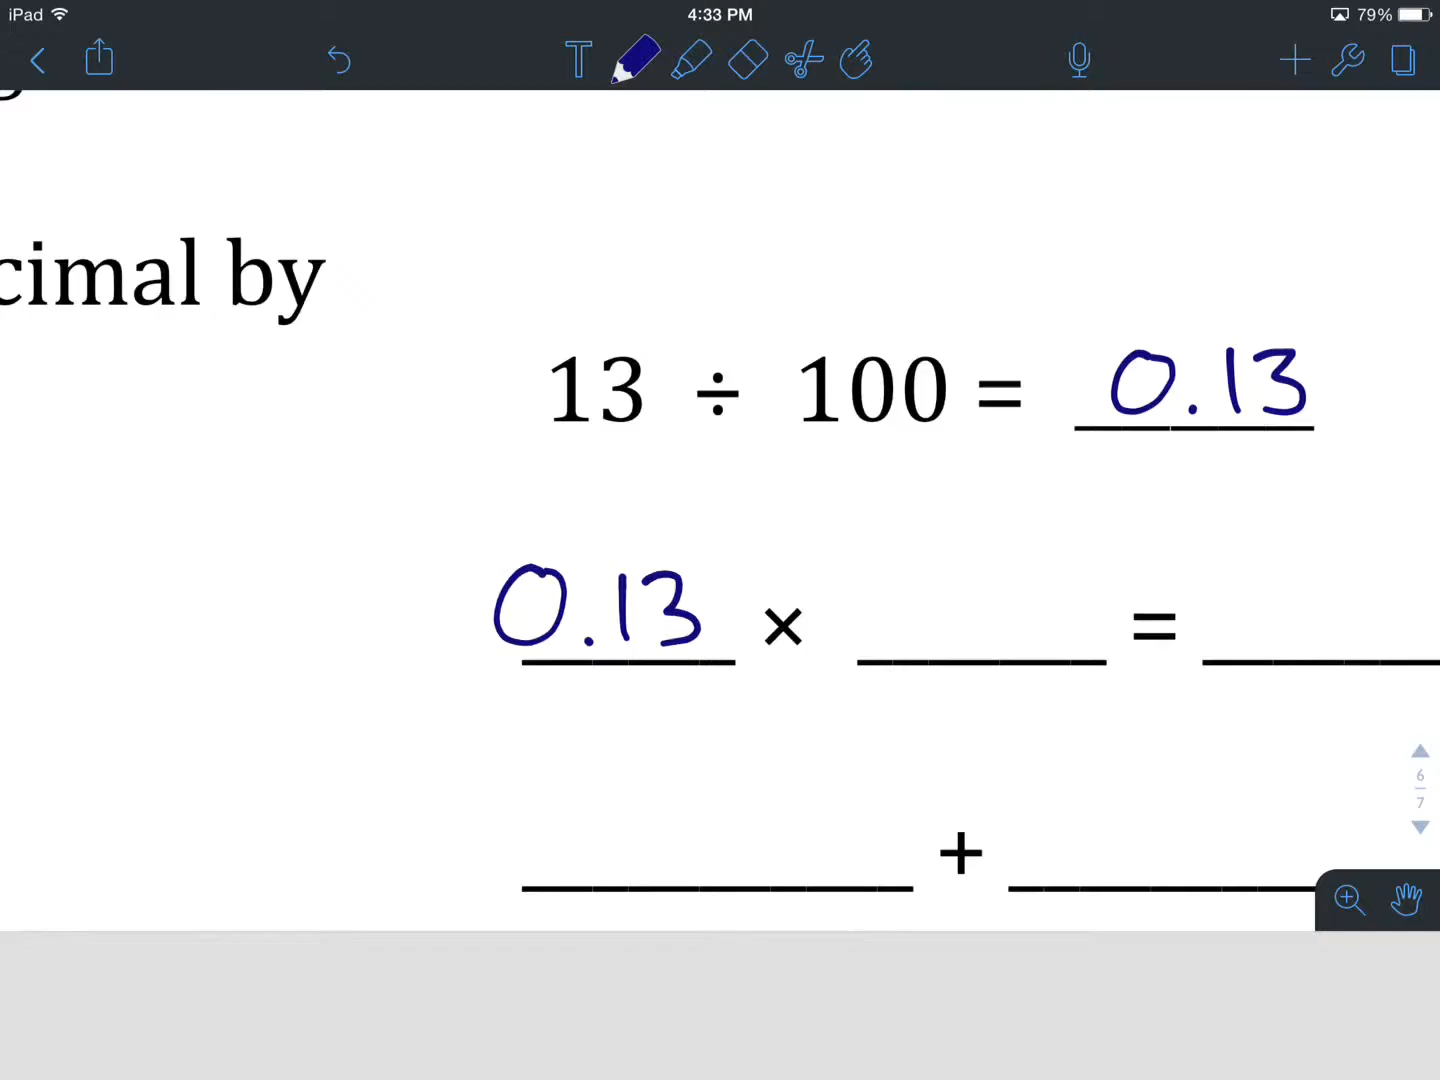 iPad 4:33 PM 79%
T
cimal by
13 ÷ 100 = 0.13
0.13 × =
+
6
7